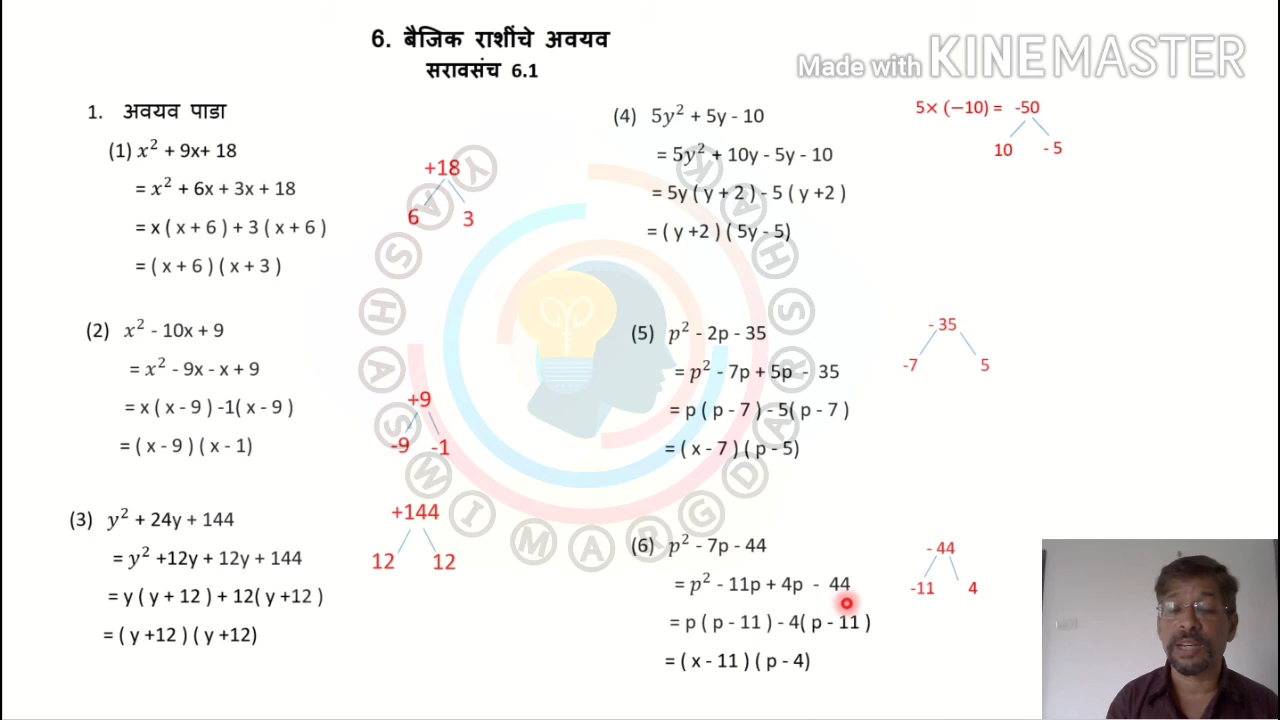 6. बैजिक राशींचे अवयव
सरावसंच 6.1
Made with KINEMASTER
1. अवयव पाडा
(1) x² + 9x+ 18
= x² + 6x + 3x + 18
= x ( x + 6 ) + 3 ( x + 6 )
= ( x + 6 ) ( x + 3 )
+18
6 3
(2) x² - 10x + 9
= x² - 9x - x + 9
= x ( x - 9 ) -1( x - 9 )
= ( x - 9 ) ( x - 1)
+9
-9 -1
(3) y² + 24y + 144
= y² +12y + 12y + 144
= y ( y + 12 ) + 12( y +12 )
= ( y +12 ) ( y +12)
+144
12 12
(4) 5y² + 5y - 10
= 5y² + 10y - 5y - 10
= 5y ( y + 2 ) - 5 ( y +2 )
= ( y +2 ) ( 5y - 5)
5× (−10) = -50
10 - 5
(5) p² - 2p - 35
= p² - 7p + 5p - 35
= p ( p - 7 ) - 5( p - 7 )
= ( x - 7 ) ( p - 5)
- 35
-7 5
(6) p² - 7p - 44
= p² - 11p + 4p - 44
= p ( p - 11 ) - 4( p - 11 )
= ( x - 11 ) ( p - 4)
- 44
-11 4
YASHASWI MARGDARSHAK